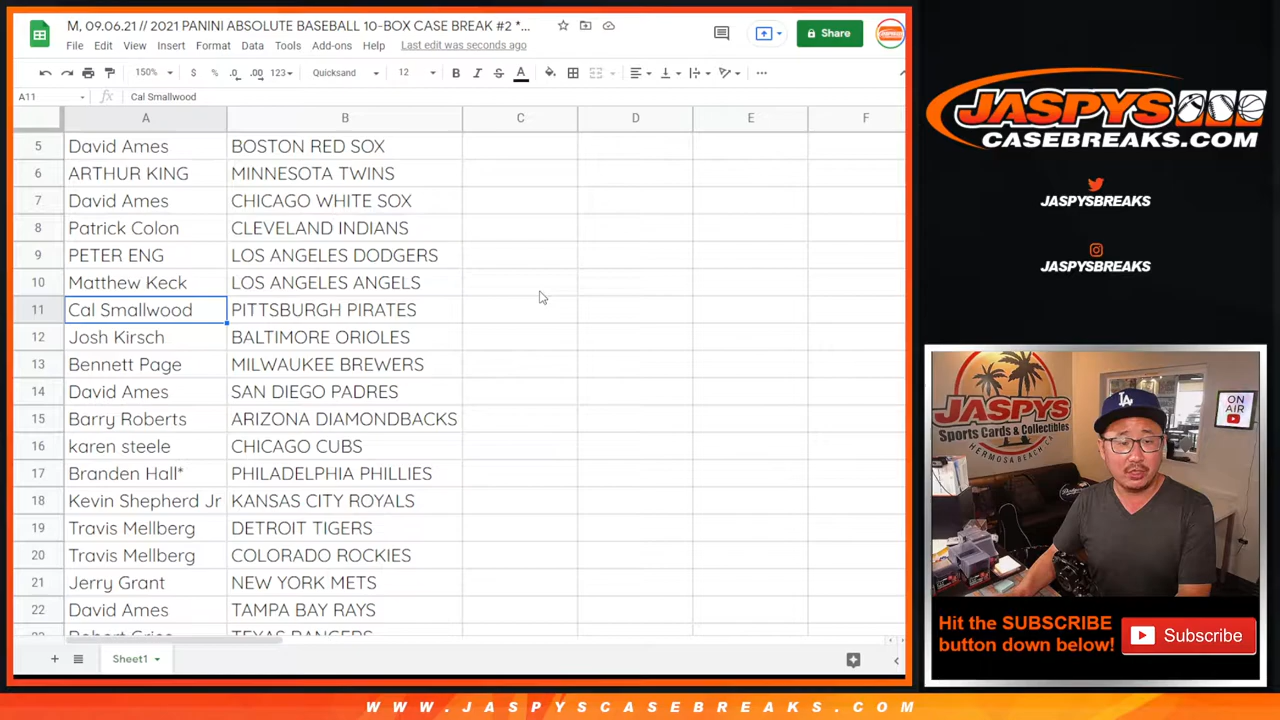 M, 09.06.21 // 2021 PANINI ABSOLUTE BASEBALL 10-BOX CASE BREAK #2 *...
File Edit View Insert Format Data Tools Add-ons Help Last edit was seconds ago
Share
150% $ % .0 .00 123 Quicksand 12 B I S A
A11 fx Cal Smallwood
A B C D E F
5 David Ames BOSTON RED SOX
6 ARTHUR KING MINNESOTA TWINS
7 David Ames CHICAGO WHITE SOX
8 Patrick Colon CLEVELAND INDIANS
9 PETER ENG LOS ANGELES DODGERS
10 Matthew Keck LOS ANGELES ANGELS
11 Cal Smallwood PITTSBURGH PIRATES
12 Josh Kirsch BALTIMORE ORIOLES
13 Bennett Page MILWAUKEE BREWERS
14 David Ames SAN DIEGO PADRES
15 Barry Roberts ARIZONA DIAMONDBACKS
16 karen steele CHICAGO CUBS
17 Branden Hall* PHILADELPHIA PHILLIES
18 Kevin Shepherd Jr KANSAS CITY ROYALS
19 Travis Mellberg DETROIT TIGERS
20 Travis Mellberg COLORADO ROCKIES
21 Jerry Grant NEW YORK METS
22 David Ames TAMPA BAY RAYS
Sheet1
JASPYS
CASEBREAKS.COM
JASPYSBREAKS
JASPYSBREAKS
JASPYS
Sports Cards & Collectibles
HERMOSA BEACH CA
LA
ON
AIR
Hit the SUBSCRIBE
button down below!
Subscribe
WWW.JASPYSCASEBREAKS.COM